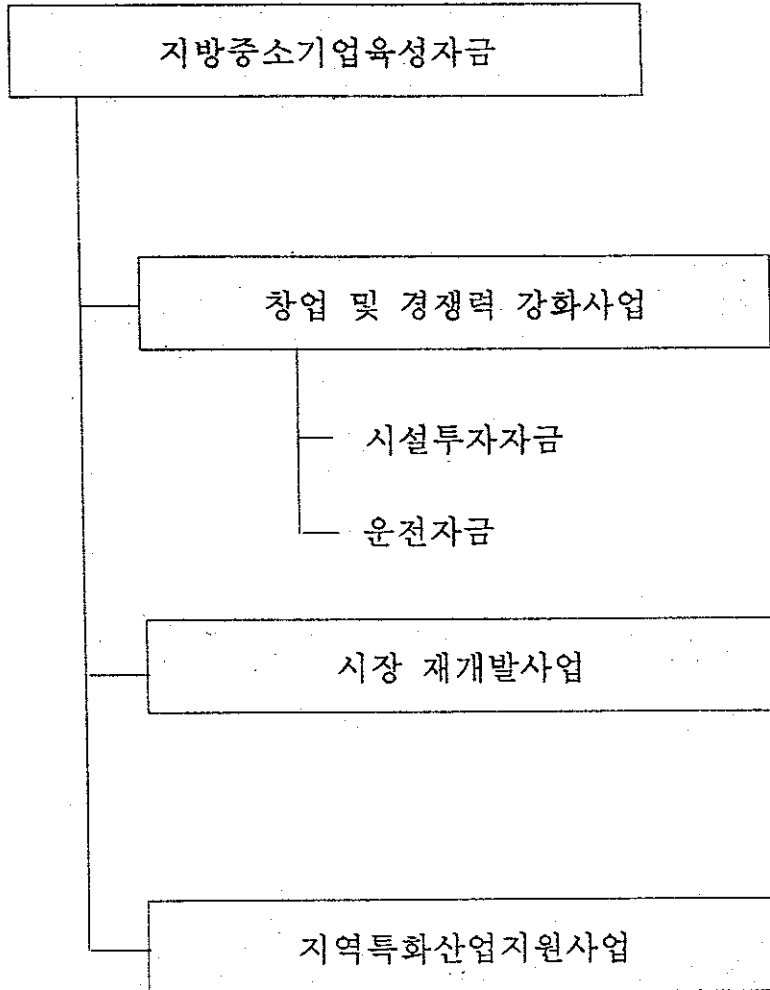 지방중소기업육성자금
창업 및 경쟁력 강화사업
시설투자자금
운전자금
시장 재개발사업
지역특화산업지원사업